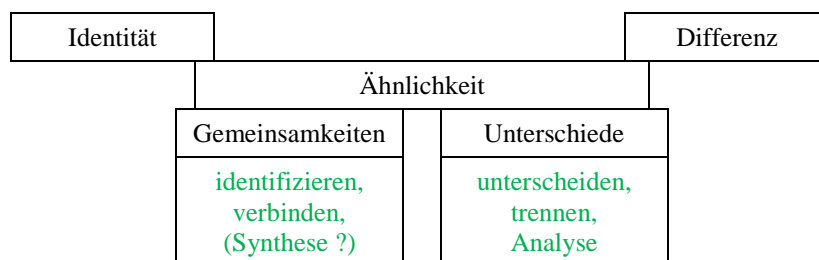 Identität
Differenz
Ähnlichkeit
Gemeinsamkeiten
Unterschiede
identifizieren,
verbinden,
(Synthese ?)
unterscheiden,
trennen,
Analyse